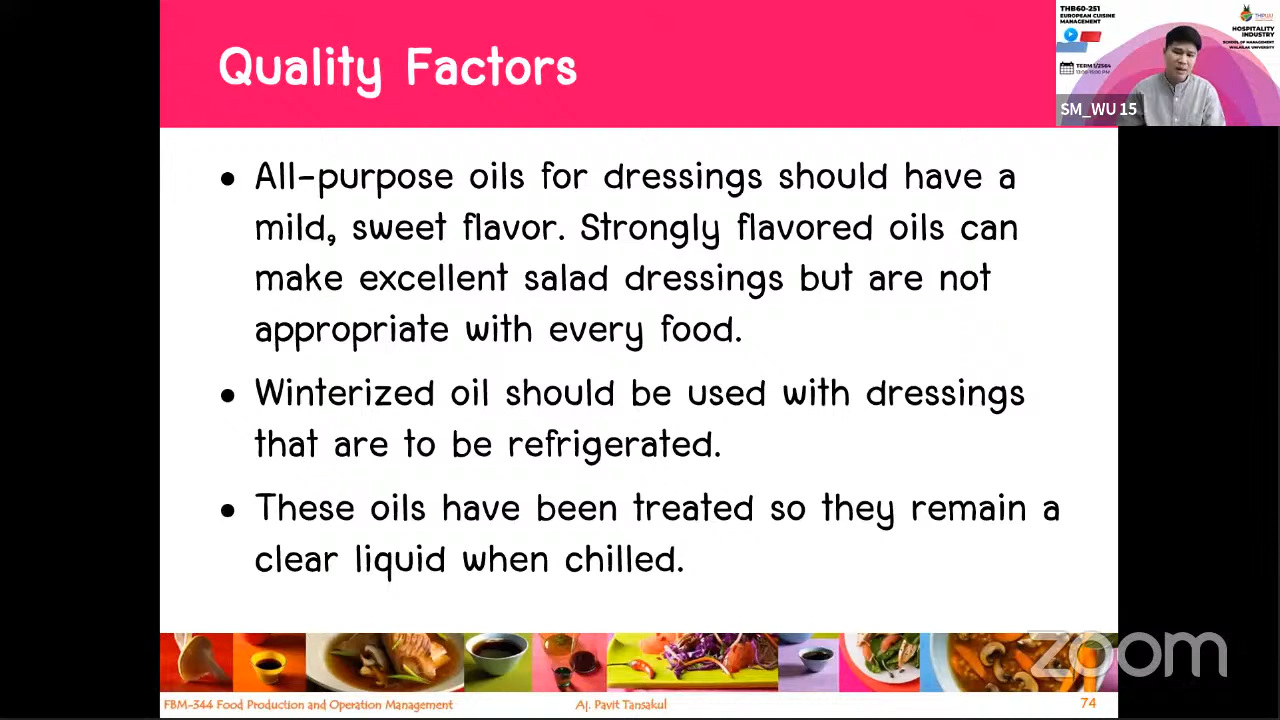 Quality Factors
• All-purpose oils for dressings should have a
mild, sweet flavor. Strongly flavored oils can
make excellent salad dressings but are not
appropriate with every food.
• Winterized oil should be used with dressings
that are to be refrigerated.
• These oils have been treated so they remain a
clear liquid when chilled.
FBM-344 Food Production and Operation Management
Aj. Pavit Tansakul
74
zoom
THB60-251
EUROPEAN CUISINE
MANAGEMENT
TERM 1/2564
HOSPITALITY
INDUSTRY
SCHOOL OF MANAGEMENT
WALAILAK UNIVERSITY
SM_WU 15